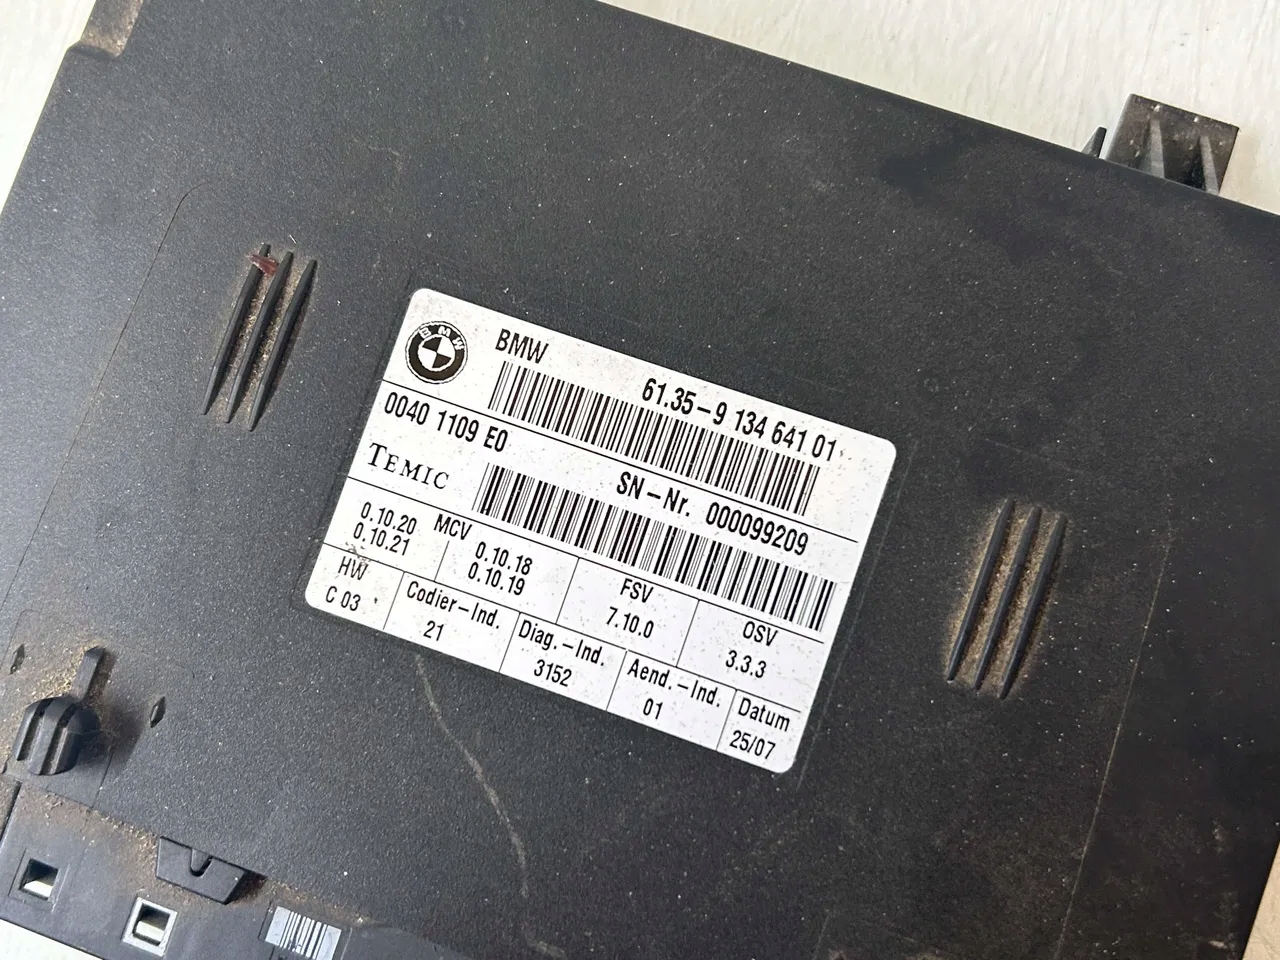 BMW
BMW
61.35-9 134 641 01
0040 1109 E0
TEMIC
SN-Nr. 000099209
0.10.20
0.10.21
MCV
0.10.18
0.10.19
FSV
7.10.0
OSV
3.3.3
HW
C 03
Codier-Ind.
21
Diag.-Ind.
3152
Aend.-Ind.
01
Datum
25/07